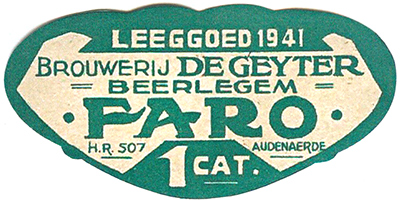 LEEGGOED 1941
BROUWERIJ DE GEYTER
= BEERLEGEM =
· FARO ·
H.R. 507 AUDENAERDE
1 CAT.